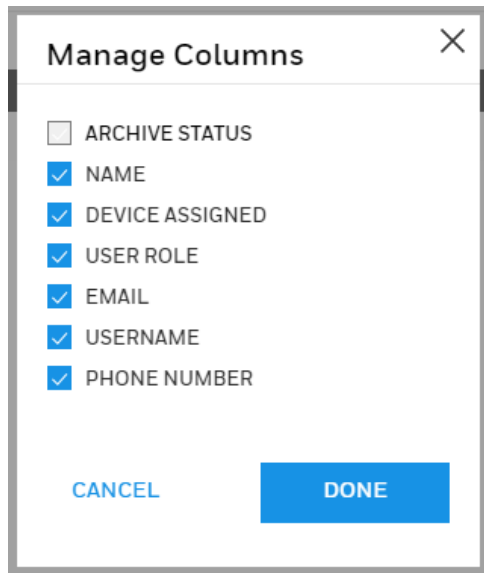 Manage Columns
ARCHIVE STATUS
NAME
DEVICE ASSIGNED
USER ROLE
EMAIL
USERNAME
PHONE NUMBER
CANCEL DONE